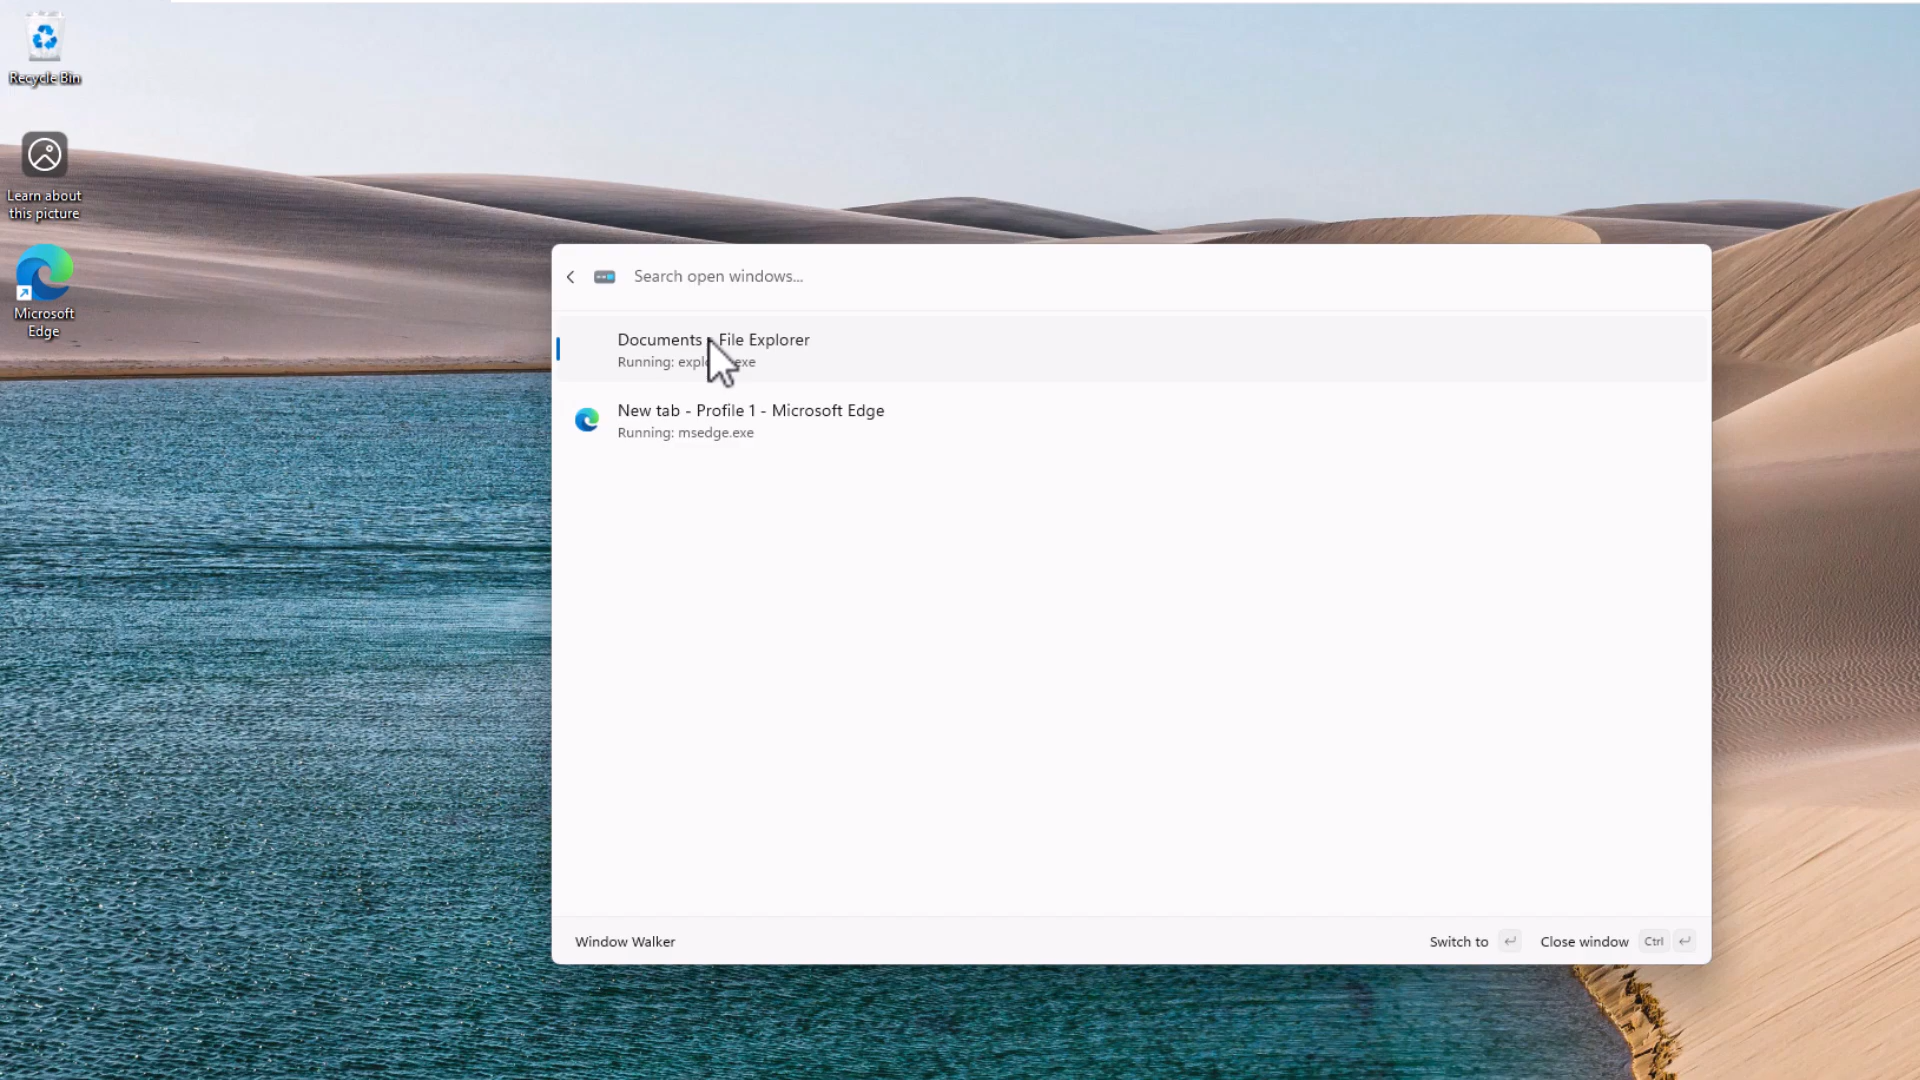 Recycle Bin
Learn about
this picture
Microsoft
Edge
Search open windows...
Documents - File Explorer
Running: exe
New tab - Profile 1 - Microsoft Edge
Running: msedge.exe
Window Walker
Switch to
Close window Ctrl